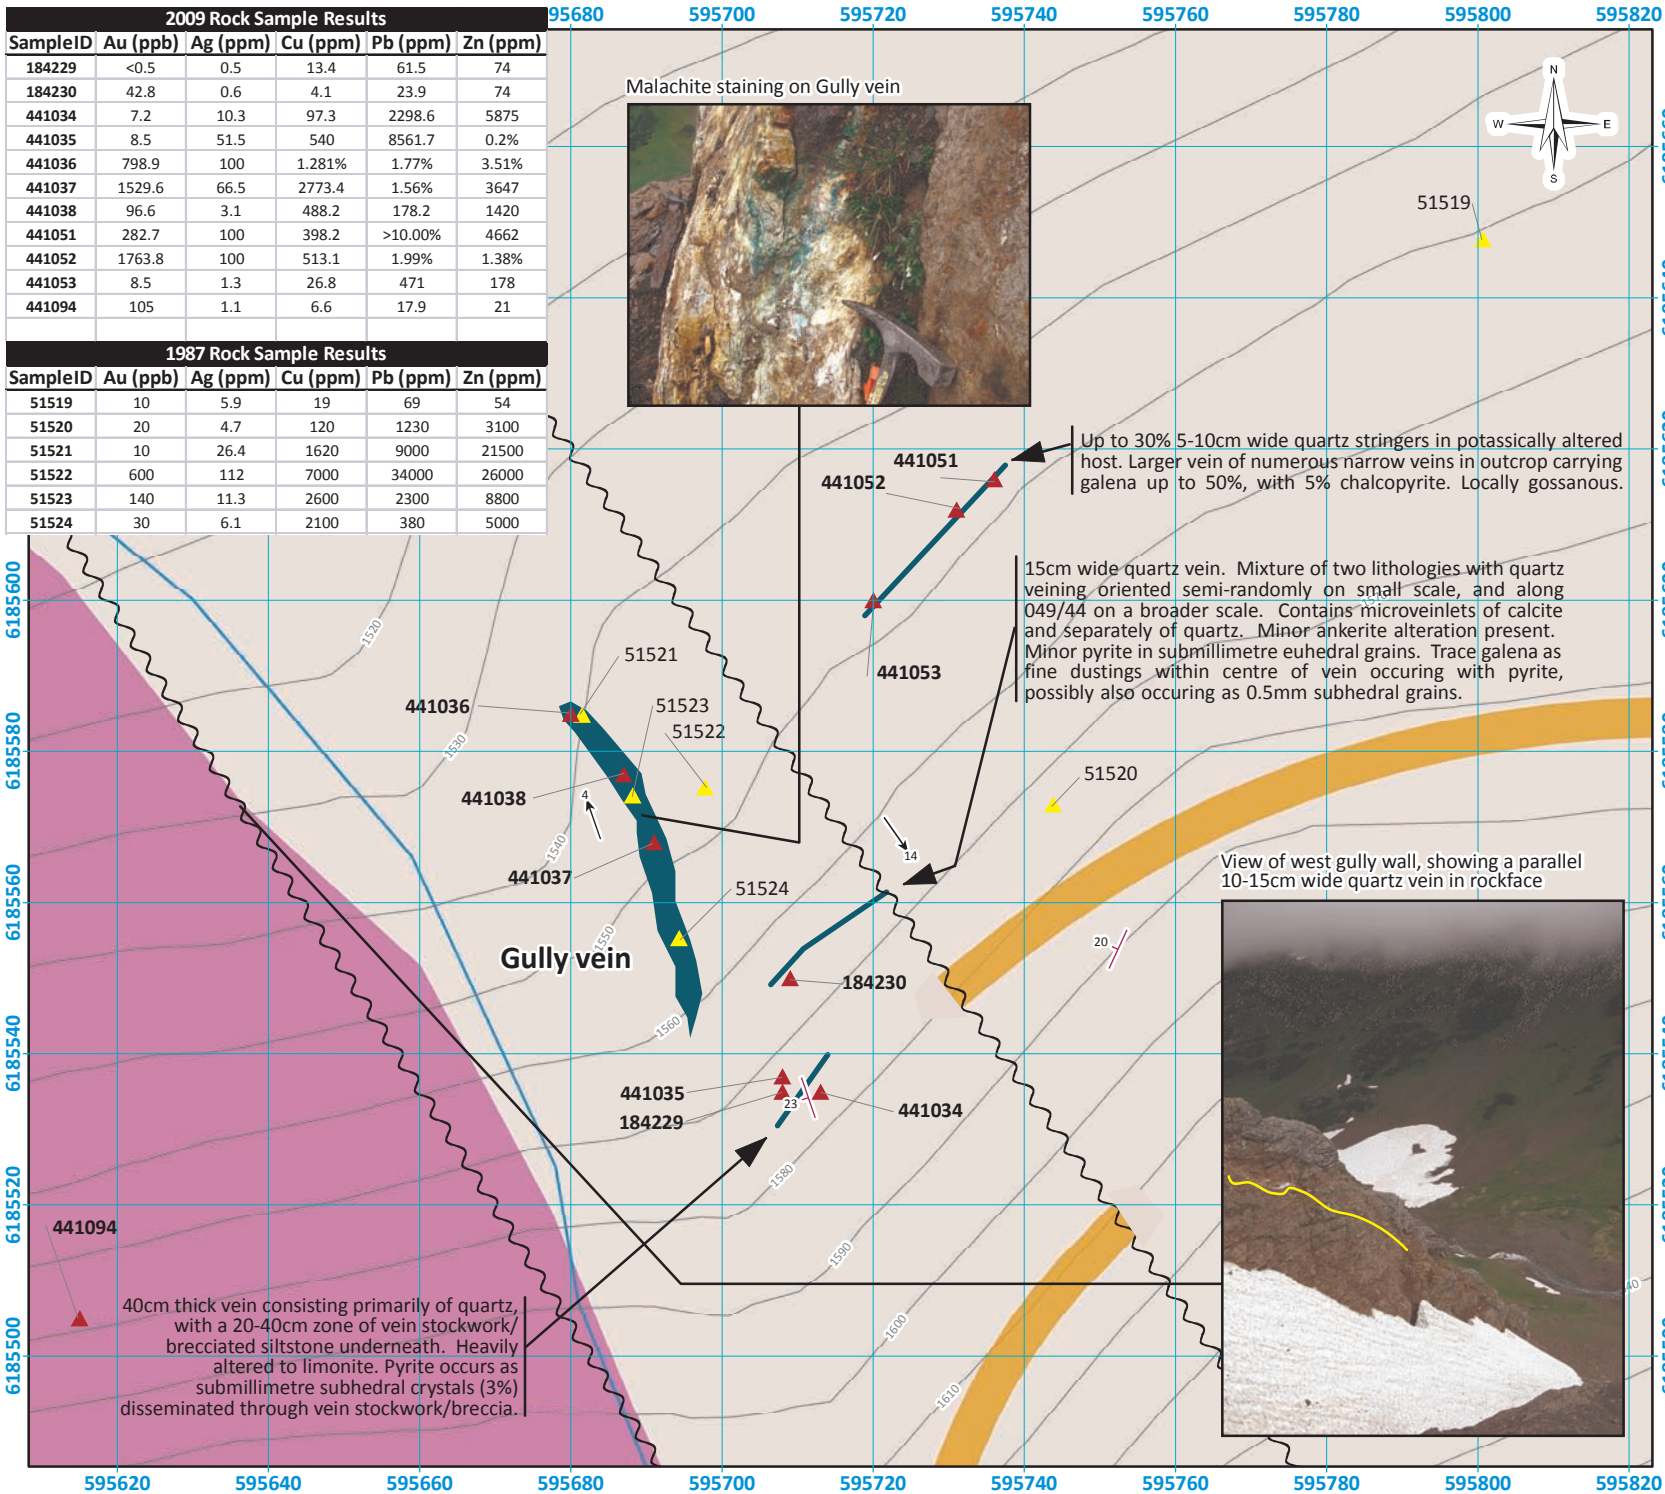 2009 Rock Sample Results
SampleID Au (ppb) Ag (ppm) Cu (ppm) Pb (ppm) Zn (ppm)
184229 <0.5 0.5 13.4 61.5 74
184230 42.8 0.6 4.1 23.9 74
441034 7.2 10.3 97.3 2298.6 5875
441035 8.5 51.5 540 8561.7 0.2%
441036 798.9 100 1.281% 1.77% 3.51%
441037 1529.6 66.5 2773.4 1.56% 3647
441038 96.6 3.1 488.2 178.2 1420
441051 282.7 100 398.2 >10.00% 4662
441052 1763.8 100 513.1 1.99% 1.38%
441053 8.5 1.3 26.8 471 178
441094 105 1.1 6.6 17.9 21
1987 Rock Sample Results
SampleID Au (ppb) Ag (ppm) Cu (ppm) Pb (ppm) Zn (ppm)
51519 10 5.9 19 69 54
51520 20 4.7 120 1230 3100
51521 10 26.4 1620 9000 21500
51522 600 112 7000 34000 26000
51523 140 11.3 2600 2300 8800
51524 30 6.1 2100 380 5000
95680 595700 595720 595740 595760 595780 595800 595820
Malachite staining on Gully vein
N
W E
S
51519
441051
441052
Up to 30% 5-10cm wide quartz stringers in potassically altered
host. Larger vein of numerous narrow veins in outcrop carrying
galena up to 50%, with 5% chalcopyrite. Locally gossanous.
15cm wide quartz vein. Mixture of two lithologies with quartz
veining oriented semi-randomly on small scale, and along
049/44 on a broader scale. Contains microveinlets of calcite
and separately of quartz. Minor ankerite alteration present.
Minor pyrite in submillimetre euhedral grains. Trace galena as
fine dustings within centre of vein occuring with pyrite,
possibly also occuring as 0.5mm subhedral grains.
6185600
1520
1570
441053
51521
441036
51523
51522
6185580
1530
51520
441038
4
1540
14
441037
51524
View of west gully wall, showing a parallel
10-15cm wide quartz vein in rockface
6185560
1550
Gully vein
20
184230
1560
6185540
441035
23
184229
441034
1580
6185520
441094
1590
40
40cm thick vein consisting primarily of quartz,
with a 20-40cm zone of vein stockwork/
brecciated siltstone underneath. Heavily
altered to limonite. Pyrite occurs as
submillimetre subhedral crystals (3%)
disseminated through vein stockwork/breccia.
1600
6185500
1610
595620 595640 595660 595680 595700 595720 595740 595760 595780 595800 595820